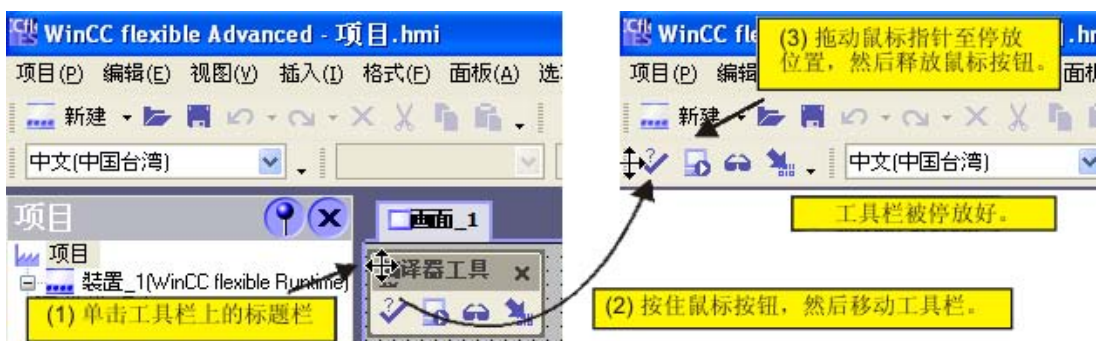 WinCC flexible Advanced - 项目.hmi
项目(P) 编辑(E) 视图(V) 插入(I) 格式(F) 面板(A)
新建
中文(中国台湾)
项目
画面_1
项目
裝置_1(WinCC flexible Runtime)
译器工具
(1) 单击工具栏上的标题栏
WinCC
(3) 拖动鼠标指针至停放
位置，然后释放鼠标按钮。
项目(P) 编辑
新建
中文(中国台湾)
工具栏被停放好。
(2) 按住鼠标按钮，然后移动工具栏。